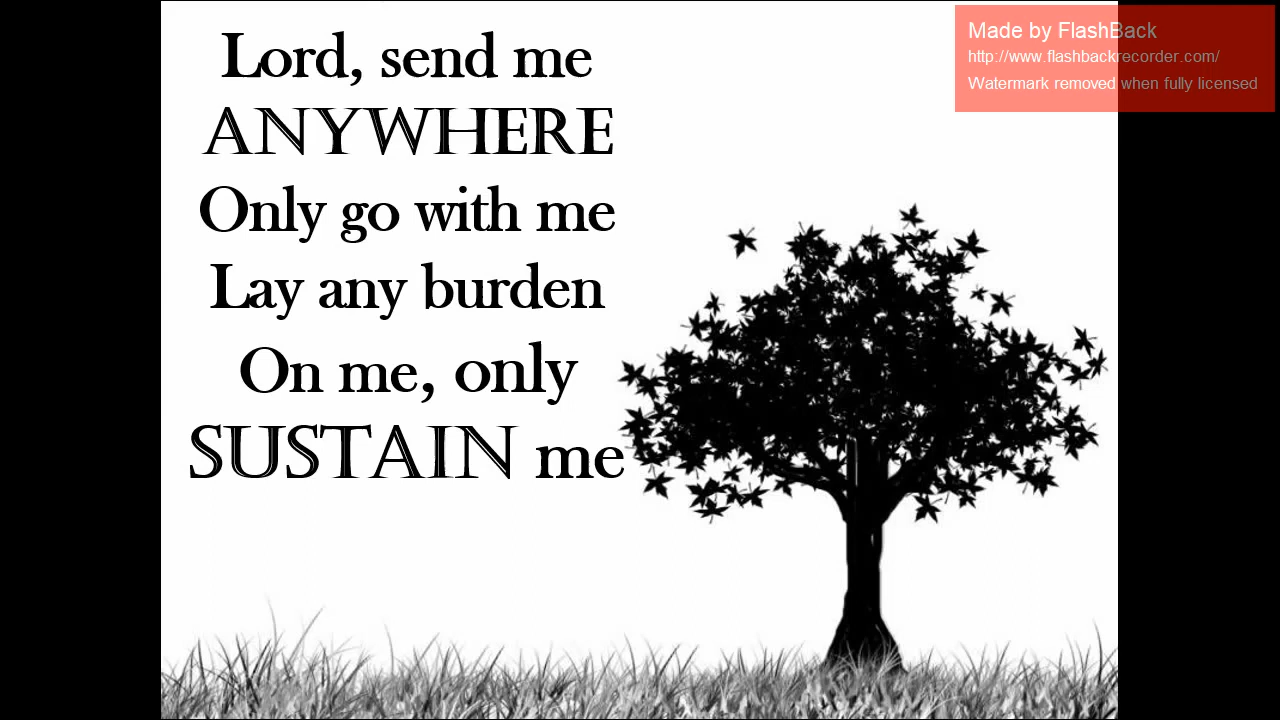 Lord, send me
ANYWHERE
Only go with me
Lay any burden
On me, only
SUSTAIN me
Made by FlashBack
http://www.flashbackrecorder.com/
Watermark removed when fully licensed